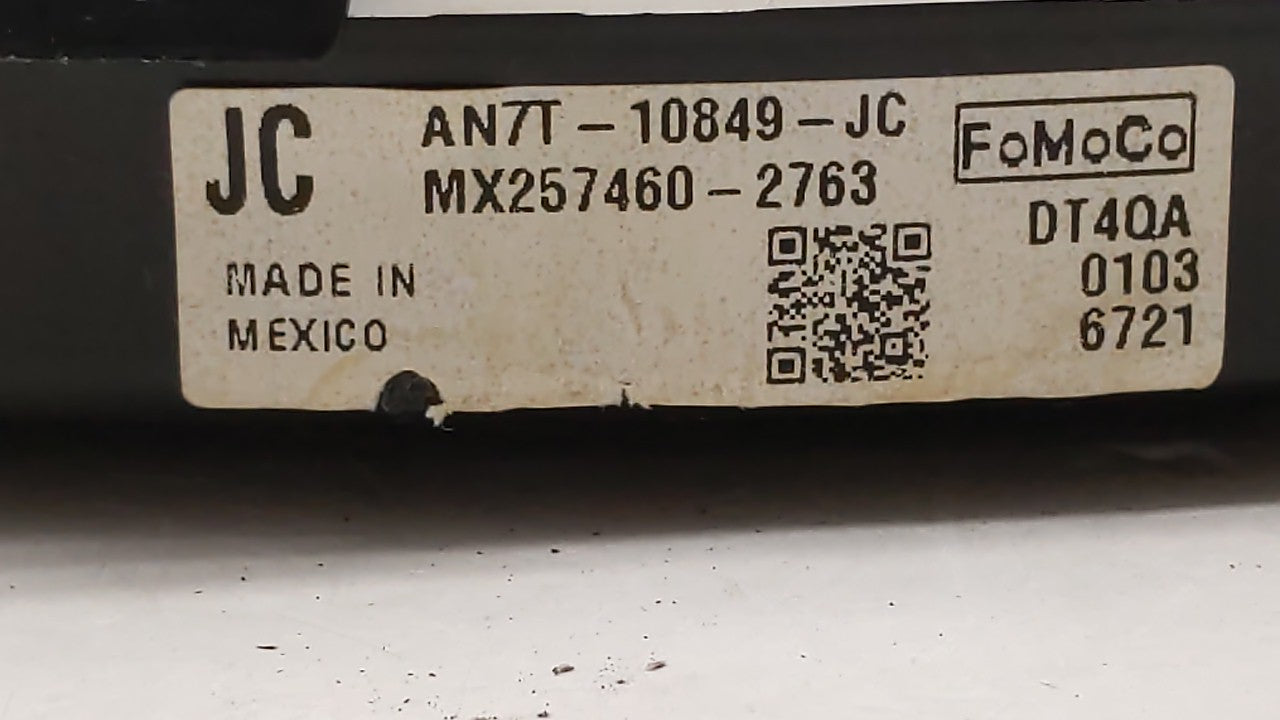 JC
AN7T-10849-JC
MX257460-2763
MADE IN
MEXICO
FoMoCo
DT4QA
0103
6721